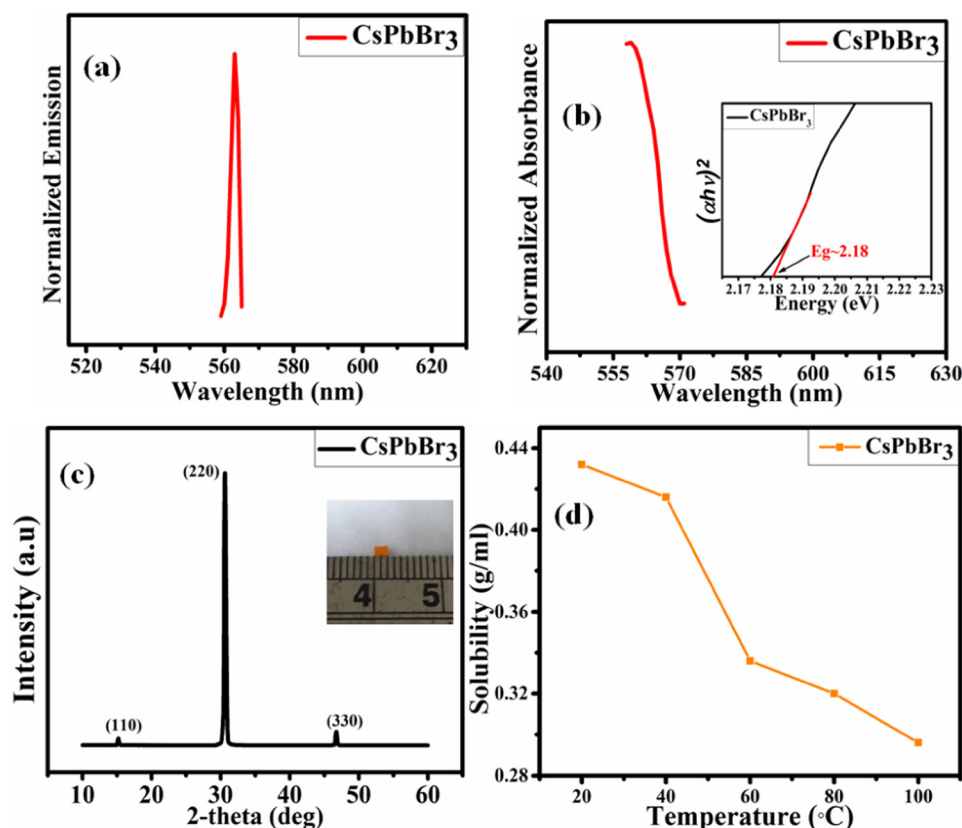 (a)
CsPbBr3
Normalized Emission
520 540 560 580 600 620
Wavelength (nm)
(b)
CsPbBr3
Normalized Absorbance
540 555 570 585 600 615 630
Wavelength (nm)
CsPbBr3
(αhν)2
Eg~2.18
2.17 2.18 2.19 2.20 2.21 2.22 2.23
Energy (eV)
(c)
CsPbBr3
Intensity (a.u)
(110)
(220)
(330)
4 5
10 20 30 40 50 60
2-theta (deg)
(d)
CsPbBr3
Solubility (g/ml)
0.44
0.40
0.36
0.32
0.28
20 40 60 80 100
Temperature (◦C)